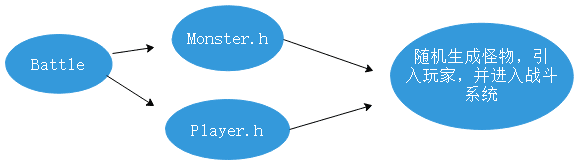 Battle
Monster.h
Player.h
随机生成怪物，引
入玩家，并进入战斗
系统